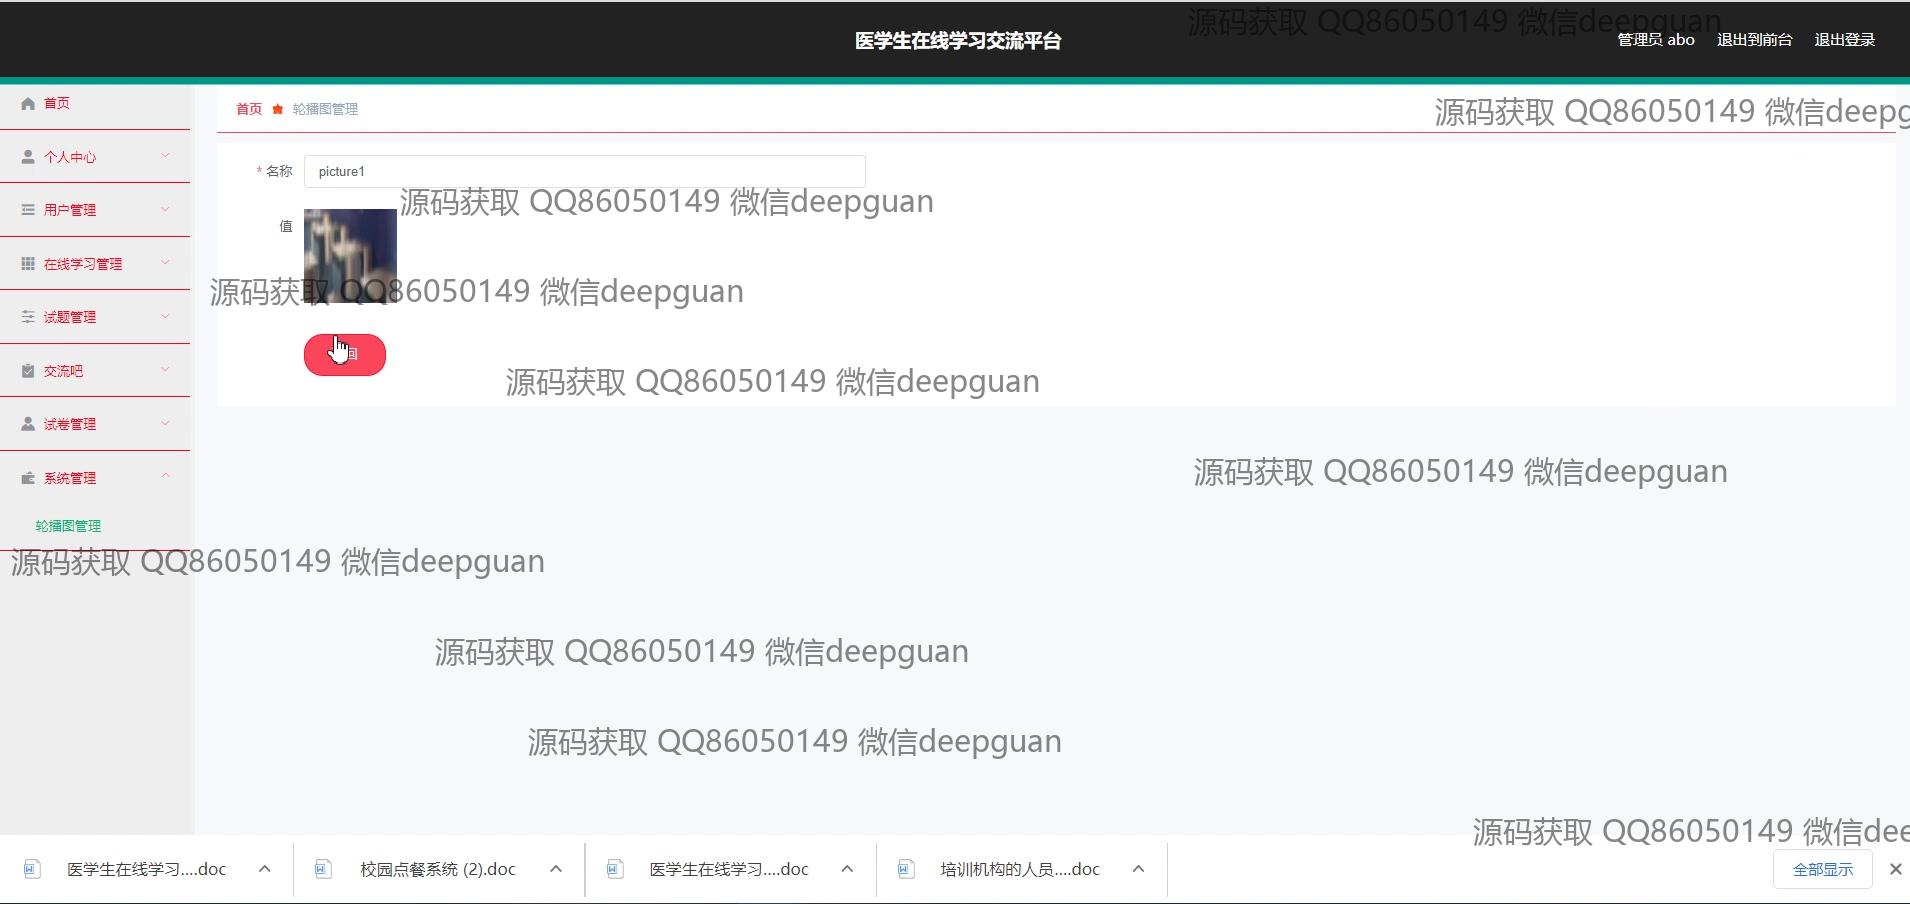 源码获取 QQ86050149 微信deepguan
医学生在线学习交流平台
管理员 abo 退出到前台 退出登录
首页
首页 轮播图管理
源码获取 QQ86050149 微信deepg
个人中心
* 名称 picture1
源码获取 QQ86050149 微信deepguan
用户管理
值
在线学习管理
源码获取 QQ86050149 微信deepguan
试题管理
回
交流吧
源码获取 QQ86050149 微信deepguan
试卷管理
系统管理
源码获取 QQ86050149 微信deepguan
轮播图管理
源码获取 QQ86050149 微信deepguan
源码获取 QQ86050149 微信deepguan
源码获取 QQ86050149 微信deepguan
源码获取 QQ86050149 微信dee
医学生在线学习....doc 校园点餐系统 (2).doc 医学生在线学习....doc 培训机构的人员....doc 全部显示